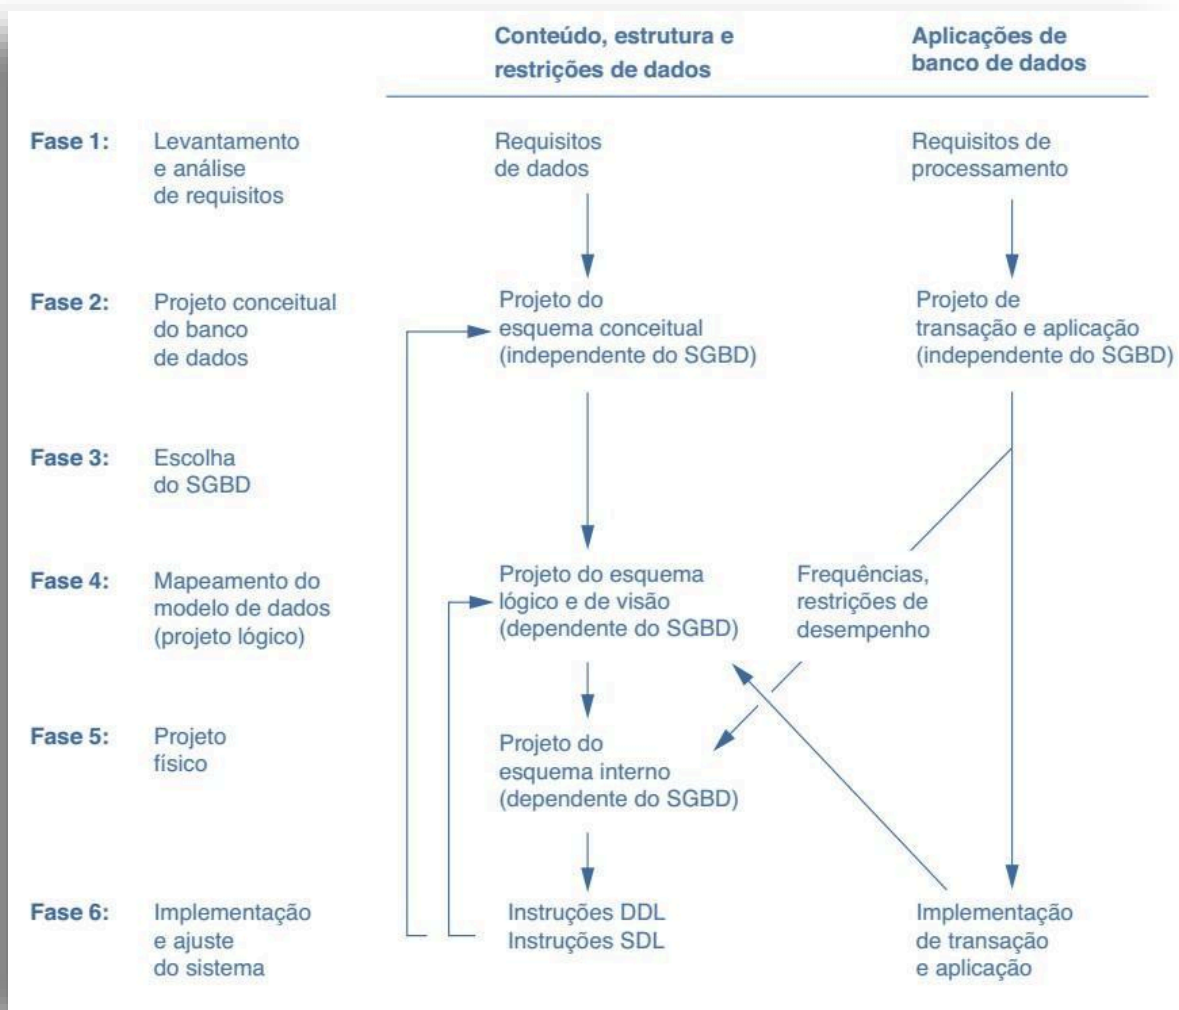 Conteúdo, estrutura e
restrições de dados
Aplicações de
banco de dados
Fase 1:
Levantamento
e análise
de requisitos
Requisitos
de dados
Requisitos de
processamento
Fase 2:
Projeto conceitual
do banco
de dados
Projeto do
esquema conceitual
(independente do SGBD)
Projeto de
transação e aplicação
(independente do SGBD)
Fase 3:
Escolha
do SGBD
Fase 4:
Mapeamento do
modelo de dados
(projeto lógico)
Projeto do esquema
lógico e de visão
(dependente do SGBD)
Frequências,
restrições de
desempenho
Fase 5:
Projeto
físico
Projeto do
esquema interno
(dependente do SGBD)
Fase 6:
Implementação
e ajuste
do sistema
Instruções DDL
Instruções SDL
Implementação
de transação
e aplicação